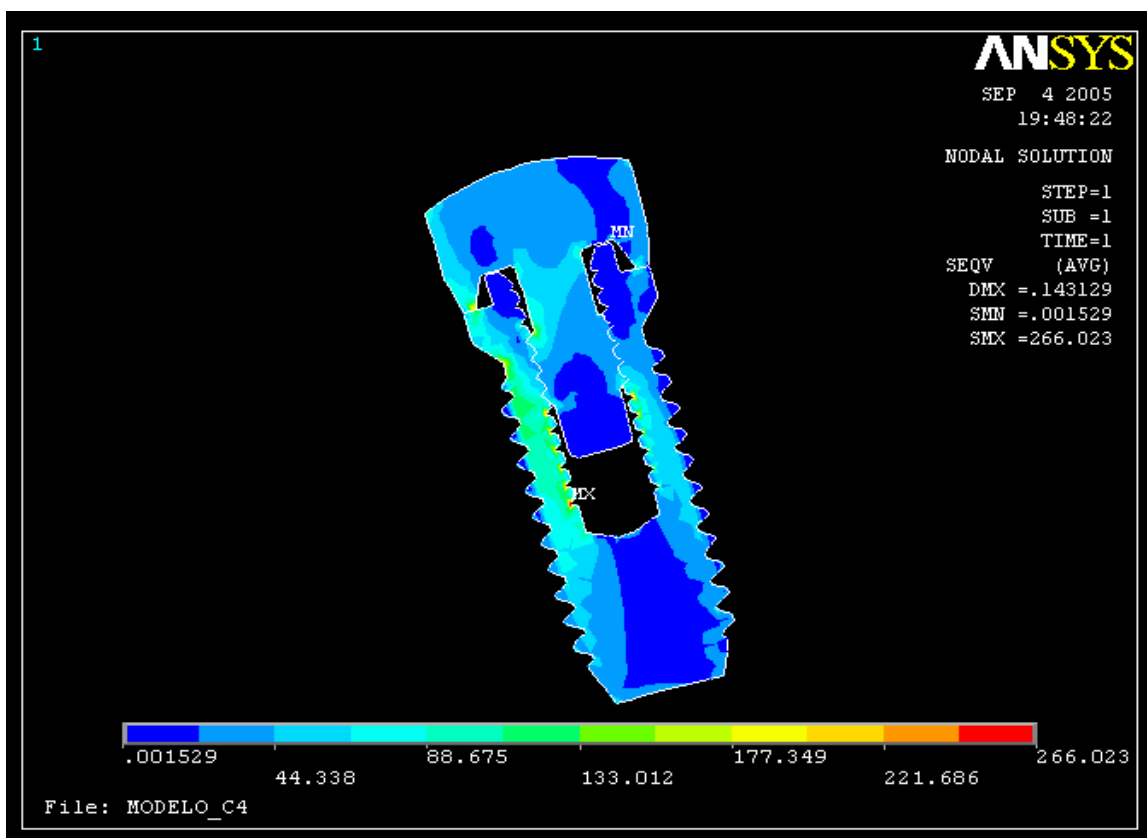 1
ANSYS
SEP 4 2005
19:48:22
NODAL SOLUTION
STEP=1
SUB =1
TIME=1
SEQV (AVG)
DMX =.143129
SMN =.001529
SMX =266.023
MN
MX
.001529 88.675 177.349 266.023
44.338 133.012 221.686
File: MODELO_C4